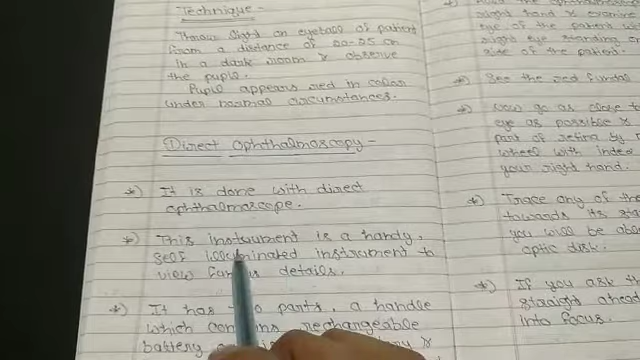 Technique -
Throw light on eyeball of patient
from a distance of 20-25 cm
in a dark room & observe
the pupil.
Pupil appears red in color
under normal circumstances.
Direct Ophthalmoscopy -
*) It is done with direct
ophthalmoscope.
*) This instrument is a handy,
self illuminated instrument to
view fundus details.
*) It has two parts, a handle
which contains rechargeable
battery
right hand & examine
eye of the patient
right eye standing on
side of the patient.
*) See the red fundal
*) Now go as close to
eye as possible &
part of retina by
wheel with index
your right hand.
*) Trace any of the
towards its
you will be able
optic disk.
*) If you ask th
straight ahead
into focus.